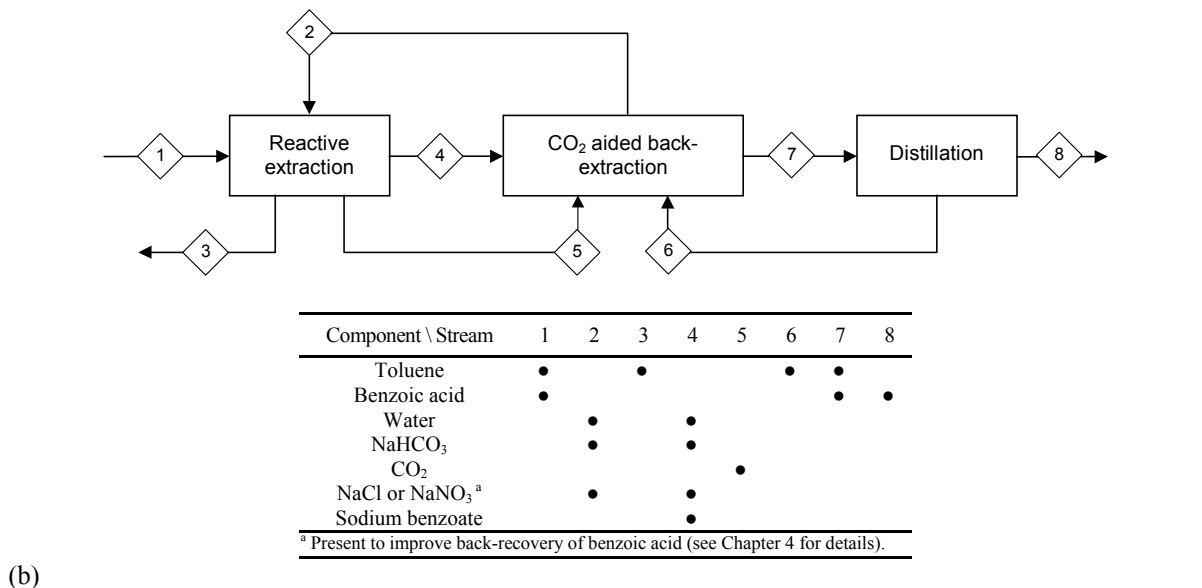 2
1
Reactive
extraction
4
CO₂ aided back-
extraction
7
Distillation
8
3
5
6
Component \ Stream 1 2 3 4 5 6 7 8
Toluene ● ● ● ●
Benzoic acid ● ● ●
Water ● ●
NaHCO₃ ● ●
CO₂ ●
NaCl or NaNO₃ ᵃ ● ●
Sodium benzoate ●
ᵃ Present to improve back-recovery of benzoic acid (see Chapter 4 for details).
(b)